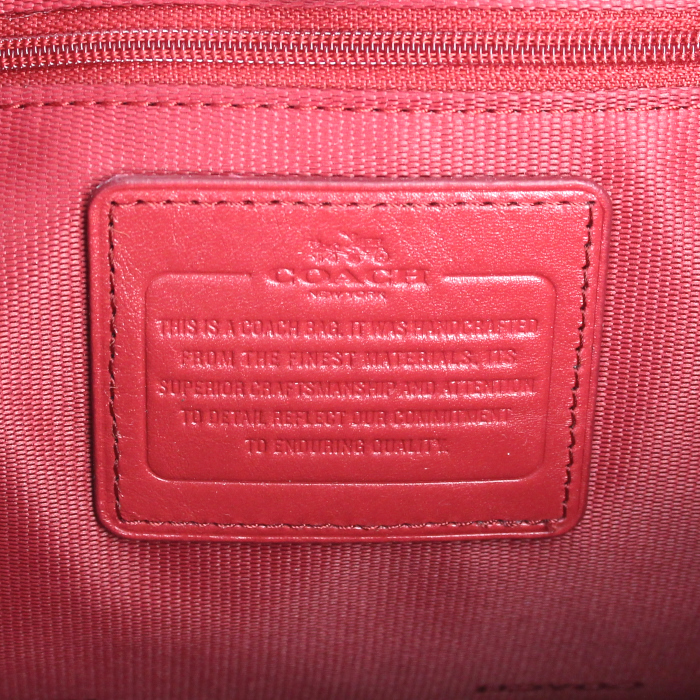 COACH
NEW YORK
THIS IS A COACH BAG. IT WAS HANDCRAFTED
FROM THE FINEST MATERIALS. ITS
SUPERIOR CRAFTSMANSHIP AND ATTENTION
TO DETAIL REFLECT OUR COMMITMENT
TO ENDURING QUALITY.